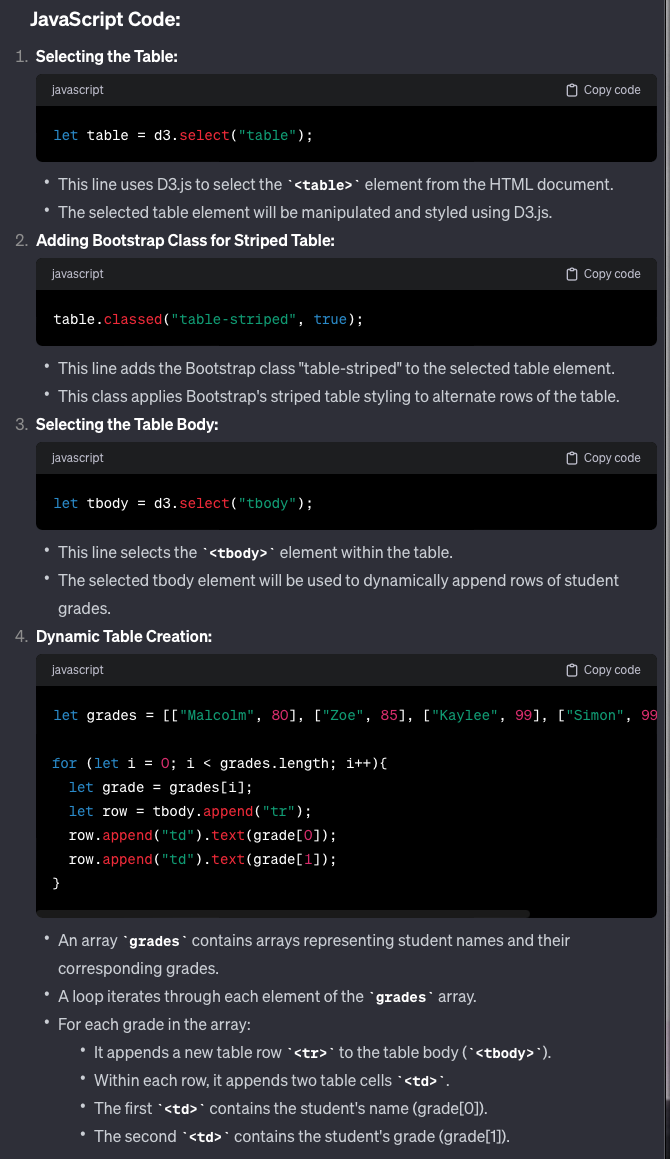 JavaScript Code:
1. Selecting the Table:
javascript
Copy code
let table = d3.select("table");
• This line uses D3.js to select the `<table>` element from the HTML document.
• The selected table element will be manipulated and styled using D3.js.
2. Adding Bootstrap Class for Striped Table:
javascript
Copy code
table.classed("table-striped", true);
• This line adds the Bootstrap class "table-striped" to the selected table element.
• This class applies Bootstrap's striped table styling to alternate rows of the table.
3. Selecting the Table Body:
javascript
Copy code
let tbody = d3.select("tbody");
• This line selects the `<tbody>` element within the table.
• The selected tbody element will be used to dynamically append rows of student
grades.
4. Dynamic Table Creation:
javascript
Copy code
let grades = [["Malcolm", 80], ["Zoe", 85], ["Kaylee", 99], ["Simon", 99
for (let i = 0; i < grades.length; i++){
  let grade = grades[i];
  let row = tbody.append("tr");
  row.append("td").text(grade[0]);
  row.append("td").text(grade[1]);
}
• An array `grades` contains arrays representing student names and their
corresponding grades.
• A loop iterates through each element of the `grades` array.
• For each grade in the array:
• It appends a new table row `<tr>` to the table body (`<tbody>`).
• Within each row, it appends two table cells `<td>`.
• The first `<td>` contains the student's name (grade[0]).
• The second `<td>` contains the student's grade (grade[1]).